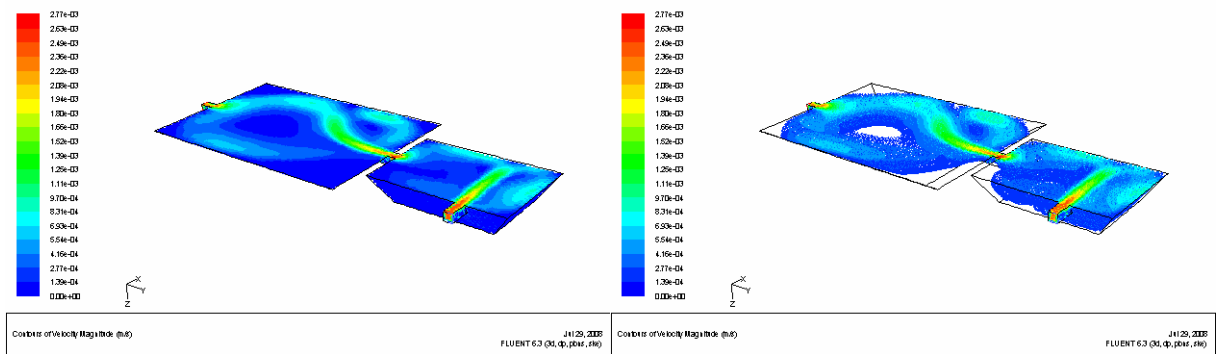 2.77e-03
2.63e-03
2.49e-03
2.36e-03
2.22e-03
2.08e-03
1.94e-03
1.80e-03
1.66e-03
1.52e-03
1.39e-03
1.25e-03
1.11e-03
9.70e-04
8.31e-04
6.93e-04
5.54e-04
4.16e-04
2.77e-04
1.39e-04
0.00e+00
X
Y
Z
Contours of Velocity Magnitude (m/s)
Jul 29, 2008
FLUENT 6.3 (3d, dp, pbns, ske)
2.77e-03
2.63e-03
2.49e-03
2.36e-03
2.22e-03
2.08e-03
1.94e-03
1.80e-03
1.66e-03
1.52e-03
1.39e-03
1.25e-03
1.11e-03
9.70e-04
8.31e-04
6.93e-04
5.54e-04
4.16e-04
2.77e-04
1.39e-04
0.00e+00
X
Y
Z
Contours of Velocity Magnitude (m/s)
Jul 29, 2008
FLUENT 6.3 (3d, dp, pbns, ske)